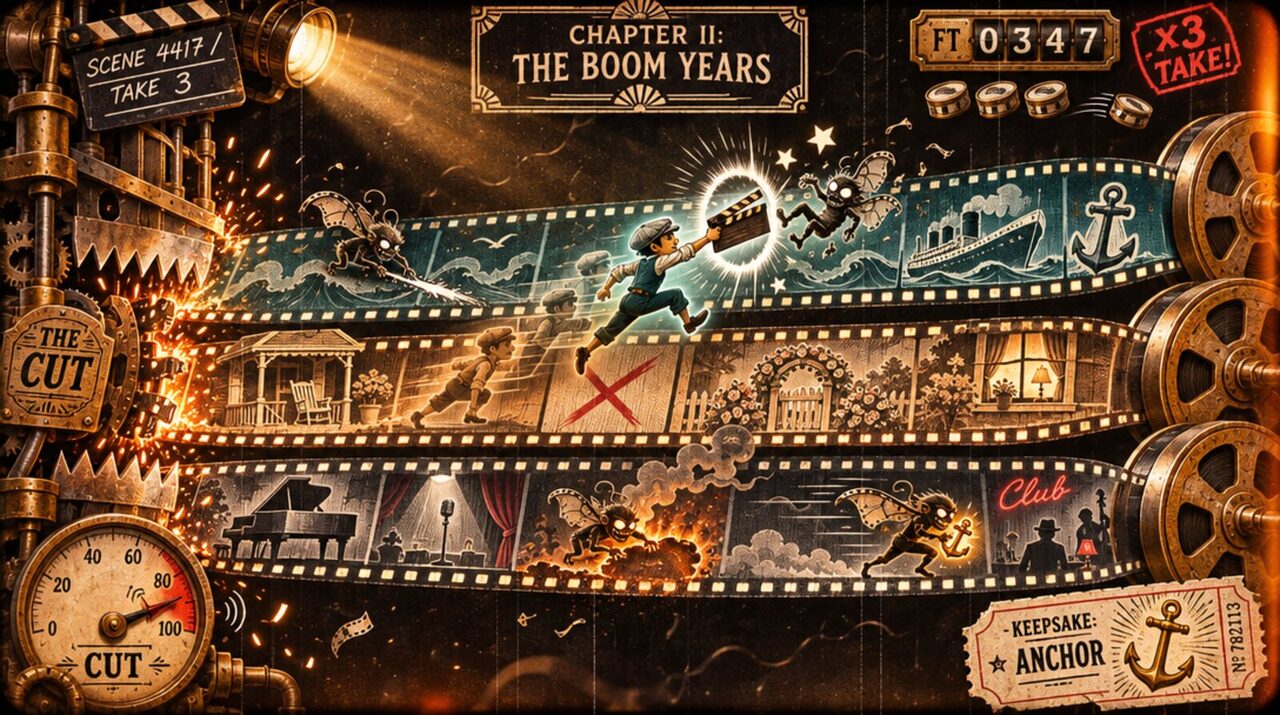 SCENE 4417 /
TAKE 3
CHAPTER II:
THE BOOM YEARS
FT 0347
X3
TAKE!
THE
CUT
Club
0 20 40 60 80 100
CUT
- KEEPSAKE:
ANCHOR
Nº 782113